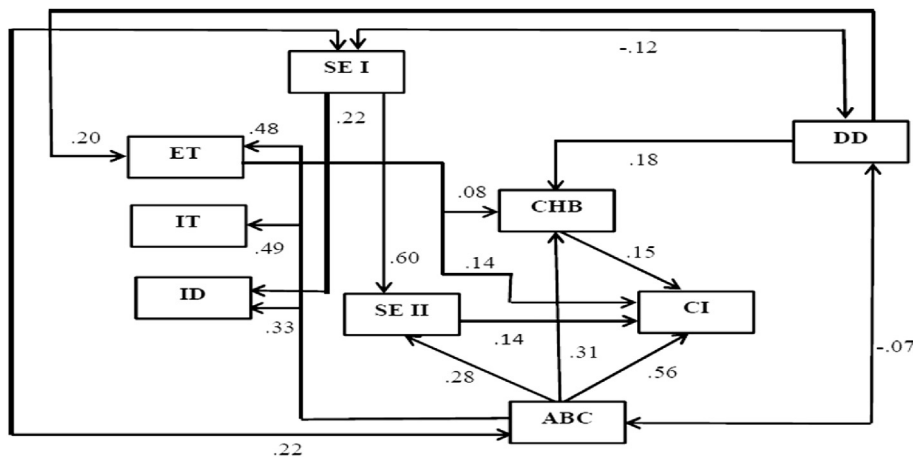 -.12
SE I
.22
DD
.20
.48
ET
.18
.08
CHB
IT
.49
.15
.60
.14
ID
CI
SE II
.33
.14
.31
-.07
.28
.56
ABC
.22